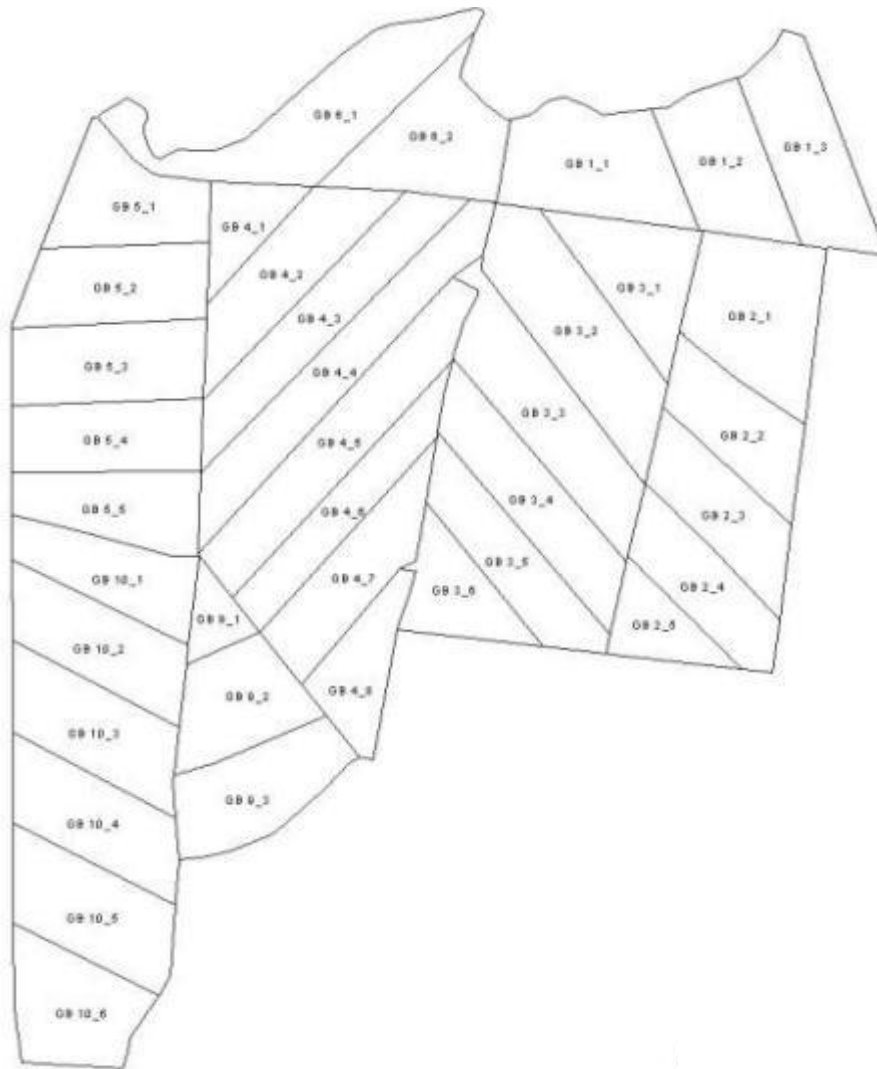 GB 6_1
GB 6_2
GB 1_1
GB 1_2
GB 1_3
GB 5_1
GB 4_1
GB 4_2
GB 5_2
GB 4_3
GB 3_1
GB 3_2
GB 2_1
GB 5_3
GB 4_4
GB 3_3
GB 5_4
GB 4_5
GB 2_2
GB 5_5
GB 4_6
GB 3_4
GB 2_3
GB 10_1
GB 4_7
GB 3_5
GB 3_6
GB 2_4
GB 9_1
GB 2_5
GB 10_2
GB 9_2
GB 4_8
GB 10_3
GB 9_3
GB 10_4
GB 10_5
GB 10_6